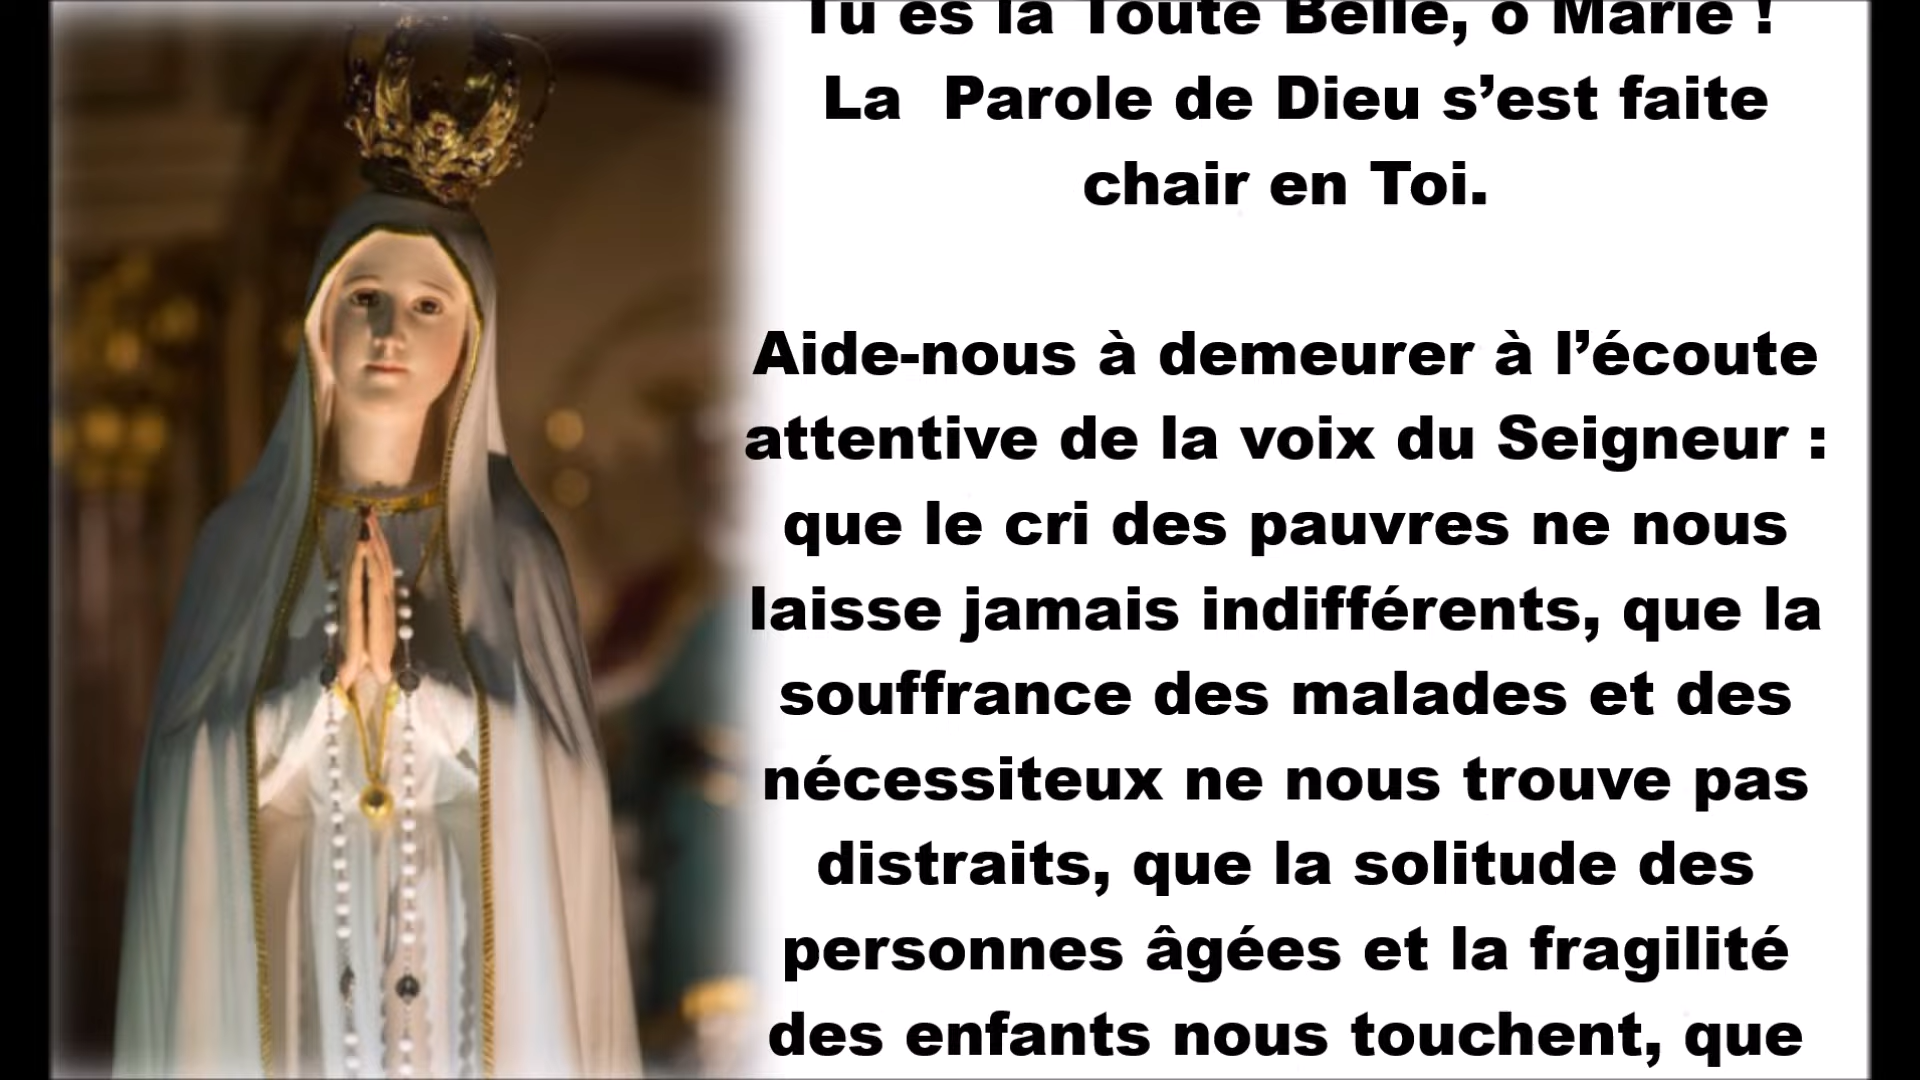 Tu es la Toute Belle, ô Marie !
La  Parole de Dieu s’est faite
chair en Toi.
Aide-nous à demeurer à l’écoute
attentive de la voix du Seigneur :
que le cri des pauvres ne nous
laisse jamais indifférents, que la
souffrance des malades et des
nécessiteux ne nous trouve pas
distraits, que la solitude des
personnes âgées et la fragilité
des enfants nous touchent, que